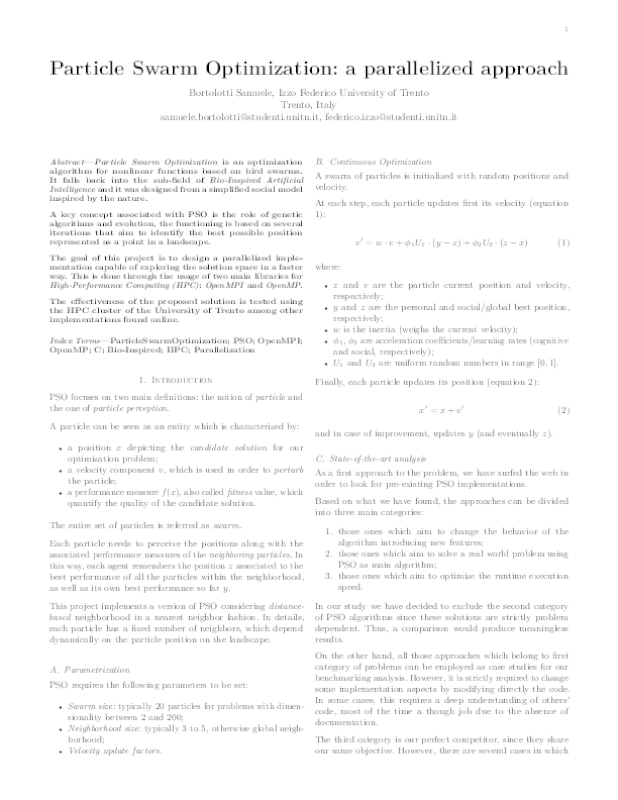 1
Particle Swarm Optimization: a parallelized approach
Bortolotti Samuele, Izzo Federico University of Trento
Trento, Italy
samuele.bortolotti@studenti.unitn.it, federico.izzo@studenti.unitn.it
Abstract—Particle Swarm Optimization is an optimization
algorithm for nonlinear functions based on bird swarms.
It falls back into the sub-field of Bio-Inspired Artificial
Intelligence and it was designed from a simplified social model
inspired by the nature.
A key concept associated with PSO is the role of genetic
algorithms and evolution, the functioning is based on several
iterations that aim to identify the best possible position
represented as a point in a landscape.
The goal of this project is to design a parallelized imple-
mentation capable of exploring the solution space in a faster
way. This is done through the usage of two main libraries for
High-Performance Computing (HPC): OpenMPI and OpenMP.
The effectiveness of the proposed solution is tested using
the HPC cluster of the University of Trento among other
implementations found online.
Index Terms—ParticleSwarmOptimization; PSO; OpenMPI;
OpenMP; C; Bio-Inspired; HPC; Parallelization
I. Introduction
PSO focuses on two main definitions: the notion of particle and
the one of particle perception.
A particle can be seen as an entity which is characterized by:
• a position x depicting the candidate solution for our
optimization problem;
• a velocity component v, which is used in order to perturb
the particle;
• a performance measure f(x), also called fitness value, which
quantify the quality of the candidate solution.
The entire set of particles is referred as swarm.
Each particle needs to perceive the positions along with the
associated performance measures of the neighboring particles. In
this way, each agent remembers the position z associated to the
best performance of all the particles within the neighborhood,
as well as its own best performance so far y.
This project implements a version of PSO considering distance-
based neighborhood in a nearest neighbor fashion. In details,
each particle has a fixed number of neighbors, which depend
dynamically on the particle position on the landscape.
A. Parametrization
PSO requires the following parameters to be set:
• Swarm size: typically 20 particles for problems with dimen-
sionality between 2 and 200;
• Neighborhood size: typically 3 to 5, otherwise global neigh-
borhood;
• Velocity update factors.
B. Continuous Optimization
A swarm of particles is initialized with random positions and
velocity.
At each step, each particle updates first its velocity (equation
1):
v′ = w · v + ϕ₁U₁ · (y − x) + ϕ₂U₂ · (z − x) (1)
where:
• x and v are the particle current position and velocity,
respectively;
• y and z are the personal and social/global best position,
respectively;
• w is the inertia (weighs the current velocity);
• ϕ₁, ϕ₂ are acceleration coefficients/learning rates (cognitive
and social, respectively);
• U₁ and U₂ are uniform random numbers in range [0, 1].
Finally, each particle updates its position (equation 2):
x′ = x + v′ (2)
and in case of improvement, updates y (and eventually z).
C. State-of-the-art analysis
As a first approach to the problem, we have surfed the web in
order to look for pre-existing PSO implementations.
Based on what we have found, the approaches can be divided
into three main categories:
1. those ones which aim to change the behavior of the
algorithm introducing new features;
2. those ones which aim to solve a real world problem using
PSO as main algorithm;
3. those ones which aim to optimize the runtime execution
speed.
In our study we have decided to exclude the second category
of PSO algorithms since these solutions are strictly problem
dependent. Thus, a comparison would produce meaningless
results.
On the other hand, all those approaches which belong to first
category of problems can be employed as case studies for our
benchmarking analysis. However, it is strictly required to change
some implementation aspects by modifying directly the code.
In some cases, this requires a deep understanding of others'
code, most of the time a though job due to the absence of
documentation.
The third category is our perfect competitor, since they share
our same objective. However, there are several cases in which